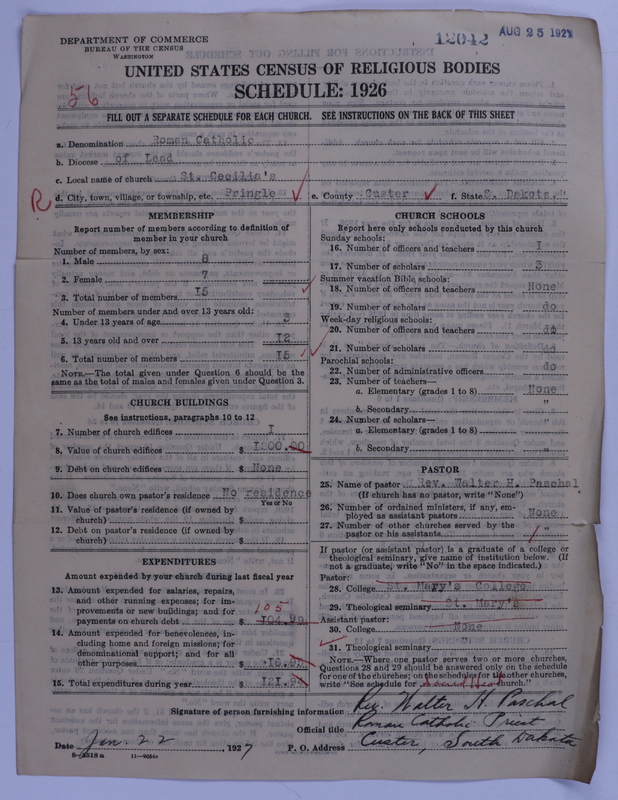 DEPARTMENT OF COMMERCE
BUREAU OF THE CENSUS
WASHINGTON
12042
AUG 25 1927
UNITED STATES CENSUS OF RELIGIOUS BODIES
SCHEDULE: 1926
56
FILL OUT A SEPARATE SCHEDULE FOR EACH CHURCH. SEE INSTRUCTIONS ON THE BACK OF THIS SHEET
a. Denomination Roman Catholic
b. Diocese of Lead
c. Local name of church St. Cecilia's
R
d. City, town, village, or township, etc. Pringle e. County Custer f. State S. Dakota
MEMBERSHIP
Report number of members according to definition of
member in your church
Number of members, by sex:
1. Male 8
2. Female 7
3. Total number of members 15
Number of members under and over 13 years old:
4. Under 13 years of age 3
5. 13 years old and over 12
6. Total number of members 15
NOTE.—The total given under Question 6 should be the
same as the total of males and females given under Question 3.
CHURCH BUILDINGS
See instructions, paragraphs 10 to 12
7. Number of church edifices I
8. Value of church edifices $ 1500.00
9. Debt on church edifices $ None
10. Does church own pastor's residence No residence
Yes or No
11. Value of pastor's residence (if owned by
church) $
12. Debt on pastor's residence (if owned by
church) $
EXPENDITURES
Amount expended by your church during last fiscal year
13. Amount expended for salaries, repairs,
and other running expenses; for im-
provements or new buildings; and for
105
payments on church debt $ 104.90
14. Amount expended for benevolences, in-
cluding home and foreign missions; for
denominational support; and for all
other purposes $
15. Total expenditures during year $
CHURCH SCHOOLS
Report here only schools conducted by this church
Sunday schools:
16. Number of officers and teachers I
17. Number of scholars 3
Summer vacation Bible schools:
18. Number of officers and teachers None
19. Number of scholars do
Week-day religious schools:
20. Number of officers and teachers do
21. Number of scholars do
Parochial schools:
22. Number of administrative officers do
23. Number of teachers—
a. Elementary (grades 1 to 8) None
b. Secondary "
24. Number of scholars—
a. Elementary (grades 1 to 8) "
b. Secondary "
PASTOR
25. Name of pastor Rev. Walter H. Paschal
(If church has no pastor, write "None")
26. Number of ordained ministers, if any, em-
ployed as assistant pastors None
27. Number of other churches served by the
pastor or his assistants "
If pastor (or assistant pastor) is a graduate of a college or
theological seminary, give name of institution below. (If
not a graduate, write "No" in the space indicated.)
Pastor:
28. College St. Mary's College
29. Theological seminary St. Mary's
Assistant pastor:
30. College None
31. Theological seminary "
NOTE.—Where one pastor serves two or more churches,
Questions 28 and 29 should be answered only on the schedule
for one of the churches; on the schedules for the other churches,
write "See schedule for church."
Signature of person furnishing information Rev. Walter H. Paschal
Official title Roman Catholic Priest
Date Jan. 22, 1927 P. O. Address Custer, South Dakota